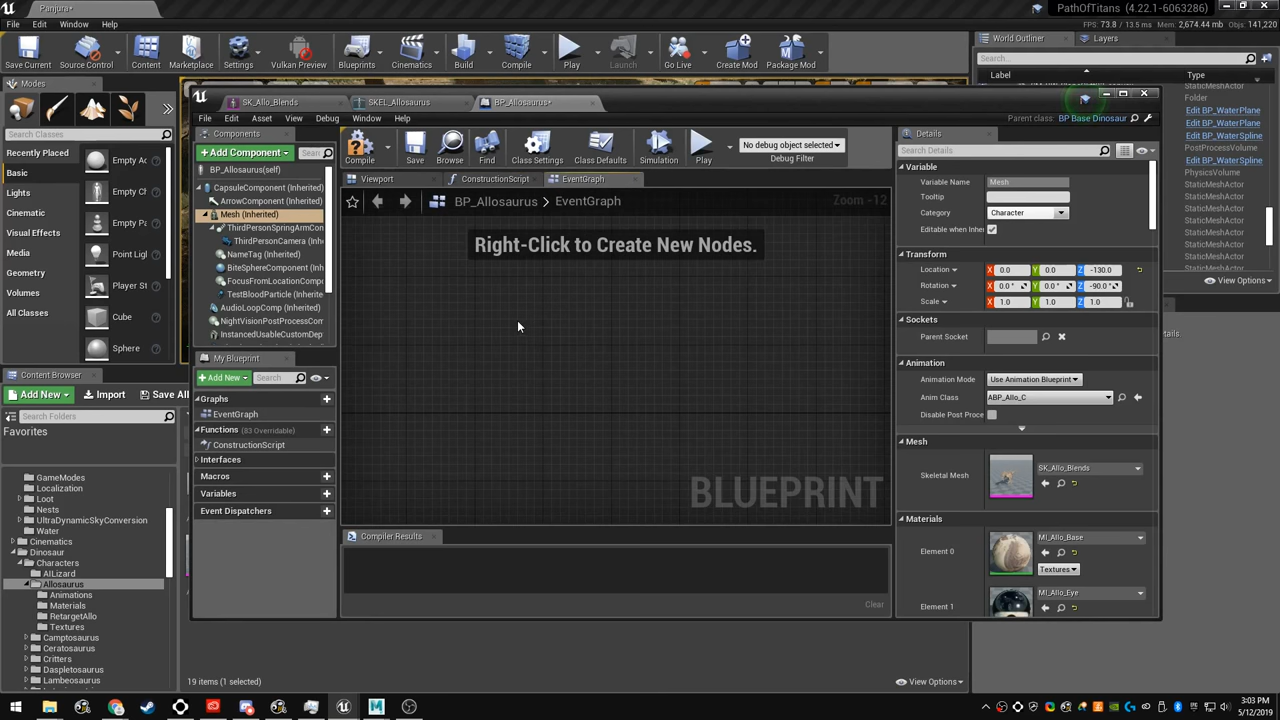 Panjura*
PathOfTitans (4.22.1-6063286)
File Edit Window Help
FPS: 73.8 / 13.5 ms Mem: 2,674.44 mb Objs: 141,220
Save Current Source Control Content Marketplace Settings Vulkan Preview Blueprints Cinematics Build Compile Play Launch Go Live Create Mod Package Mod
World Outliner Layers
Search...
Label Type
Folder
Edit BP_WaterPlane
Edit BP_WaterPlane
Edit BP_WaterSpline
PostProcessVolume
Edit BP_WaterSpline
PhysicsVolume
StaticMeshActor
StaticMeshActor
StaticMeshActor
StaticMeshActor
StaticMeshActor
StaticMeshActor
StaticMeshActor
View Options
Modes
Search Classes
Recently Placed
Basic
Lights
Cinematic
Visual Effects
Media
Geometry
Volumes
All Classes
Empty Ac
Empty Ch
Empty Pa
Point Ligh
Player St
Cube
Sphere
SK_Allo_Blends SKEL_Allosaurus BP_Allosaurus*
File Edit Asset View Debug Window Help
Parent class: BP Base Dinosaur
Components
+Add Component Search
BP_Allosaurus(self)
CapsuleComponent (Inherited)
ArrowComponent (Inherited)
Mesh (Inherited)
ThirdPersonSpringArmCon
ThirdPersonCamera (Inh
NameTag (Inherited)
BiteSphereComponent (Inh
FocusFromLocationCompo
TestBloodParticle (Inherite
AudioLoopComp (Inherited)
NightVisionPostProcessCom
InstancedUsableCustomDep
Compile Save Browse Find Class Settings Class Defaults Simulation Play
No debug object selected
Debug Filter
Viewport ConstructionScript EventGraph
BP_Allosaurus > EventGraph
Zoom -12
Right-Click to Create New Nodes.
BLUEPRINT
My Blueprint
+Add New Search
Graphs
EventGraph
Functions (83 Overridable)
ConstructionScript
Interfaces
Macros
Variables
Event Dispatchers
Compiler Results
Clear
Details
Search Details
Variable
Variable Name Mesh
Tooltip
Category Character
Editable when Inher
Transform
Location X 0.0 Y 0.0 Z -130.0
Rotation X 0.0 ° Y 0.0 ° Z -90.0 °
Scale X 1.0 Y 1.0 Z 1.0
Sockets
Parent Socket
Animation
Animation Mode Use Animation Blueprint
Anim Class ABP_Allo_C
Disable Post Proce
Mesh
Skeletal Mesh SK_Allo_Blends
Materials
Element 0 MI_Allo_Base
Textures
Element 1 MI_Allo_Eye
Content Browser
Add New Import Save All
Search Folders
Favorites
GameModes
Localization
Loot
Nests
UltraDynamicSkyConversion
Water
Cinematics
Dinosaur
Characters
AILizard
Allosaurus
Animations
Materials
RetargetAllo
Textures
Camptosaurus
Ceratosaurus
Critters
Daspletosaurus
Lambeosaurus
19 items (1 selected)
View Options
3:03 PM
5/12/2019